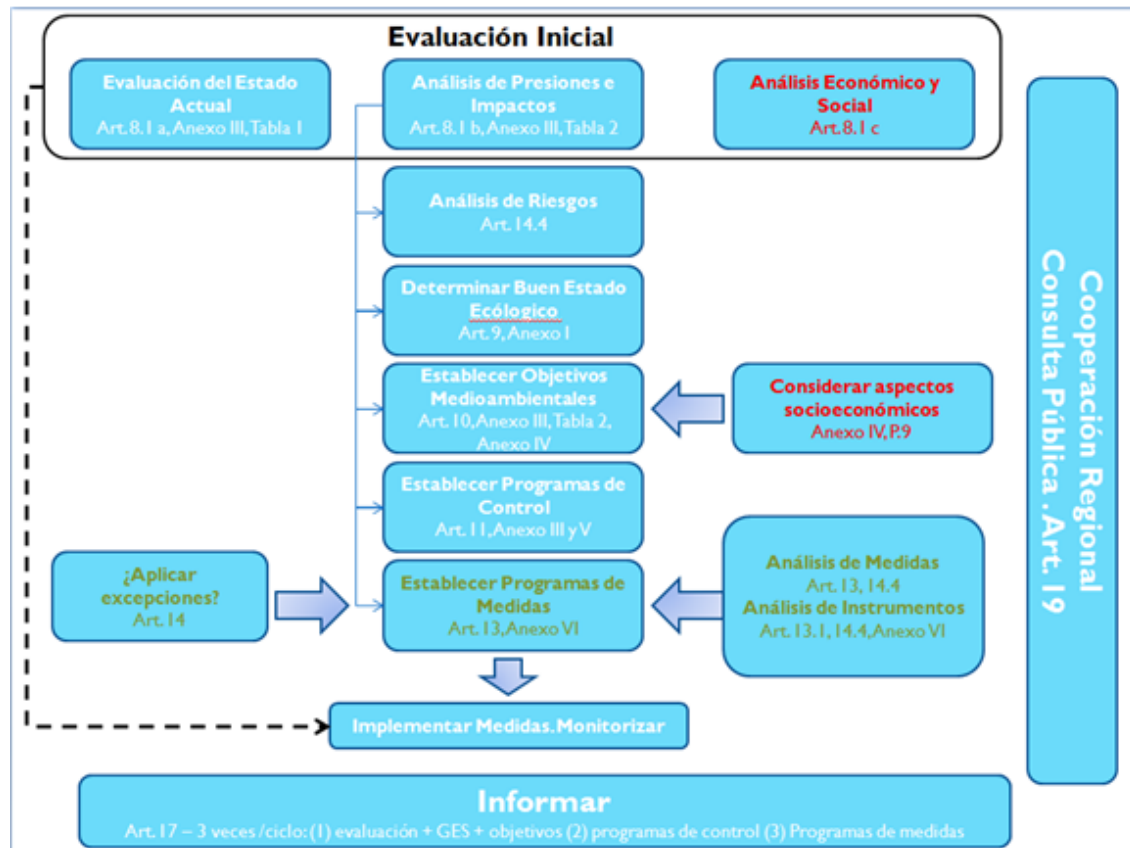 Evaluación Inicial
Evaluación del Estado
Actual
Art. 8.1 a, Anexo III, Tabla 1
Análisis de Presiones e
Impactos
Art. 8.1 b, Anexo III, Tabla 2
Análisis Económico y
Social
Art. 8.1 c
Análisis de Riesgos
Art. 14.4
Determinar Buen Estado
Ecólogico
Art. 9, Anexo I
Establecer Objetivos
Medioambientales
Art. 10, Anexo III, Tabla 2,
Anexo IV
Considerar aspectos
socioeconómicos
Anexo IV, P.9
Establecer Programas de
Control
Art. 11, Anexo III y V
¿Aplicar
excepciones?
Art. 14
Establecer Programas de
Medidas
Art. 13, Anexo VI
Análisis de Medidas
Art. 13, 14.4
Análisis de Instrumentos
Art. 13.1, 14.4, Anexo VI
Implementar Medidas. Monitorizar
Informar
Art. 17 – 3 veces /ciclo: (1) evaluación + GES + objetivos (2) programas de control (3) Programas de medidas
Cooperación Regional
Consulta Pública . Art. 19